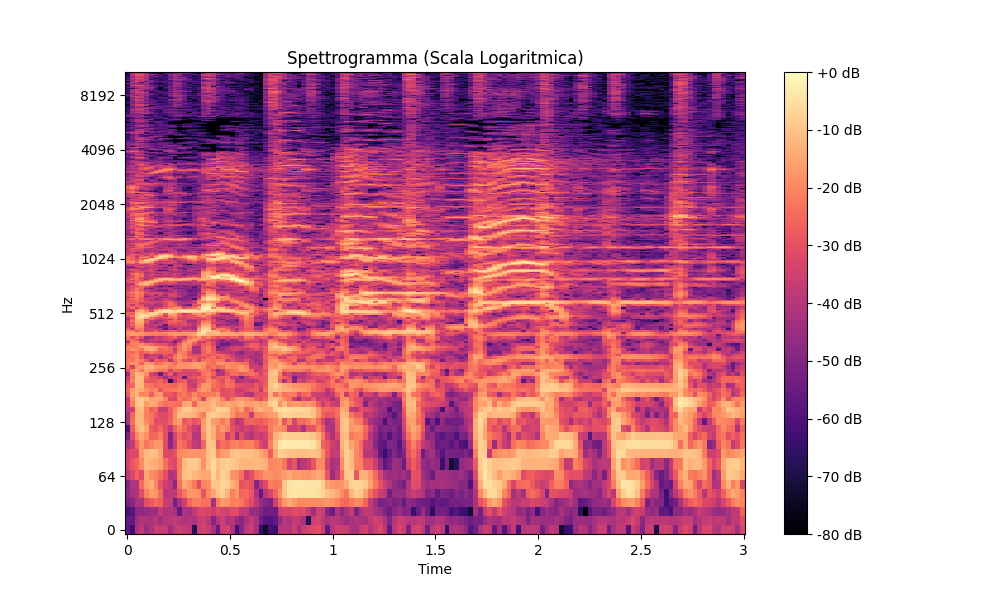 Spettrogramma (Scala Logaritmica)
8192
4096
2048
1024
512
256
128
64
0
Hz
0
0.5
1
1.5
2
2.5
3
Time
+0 dB
-10 dB
-20 dB
-30 dB
-40 dB
-50 dB
-60 dB
-70 dB
-80 dB